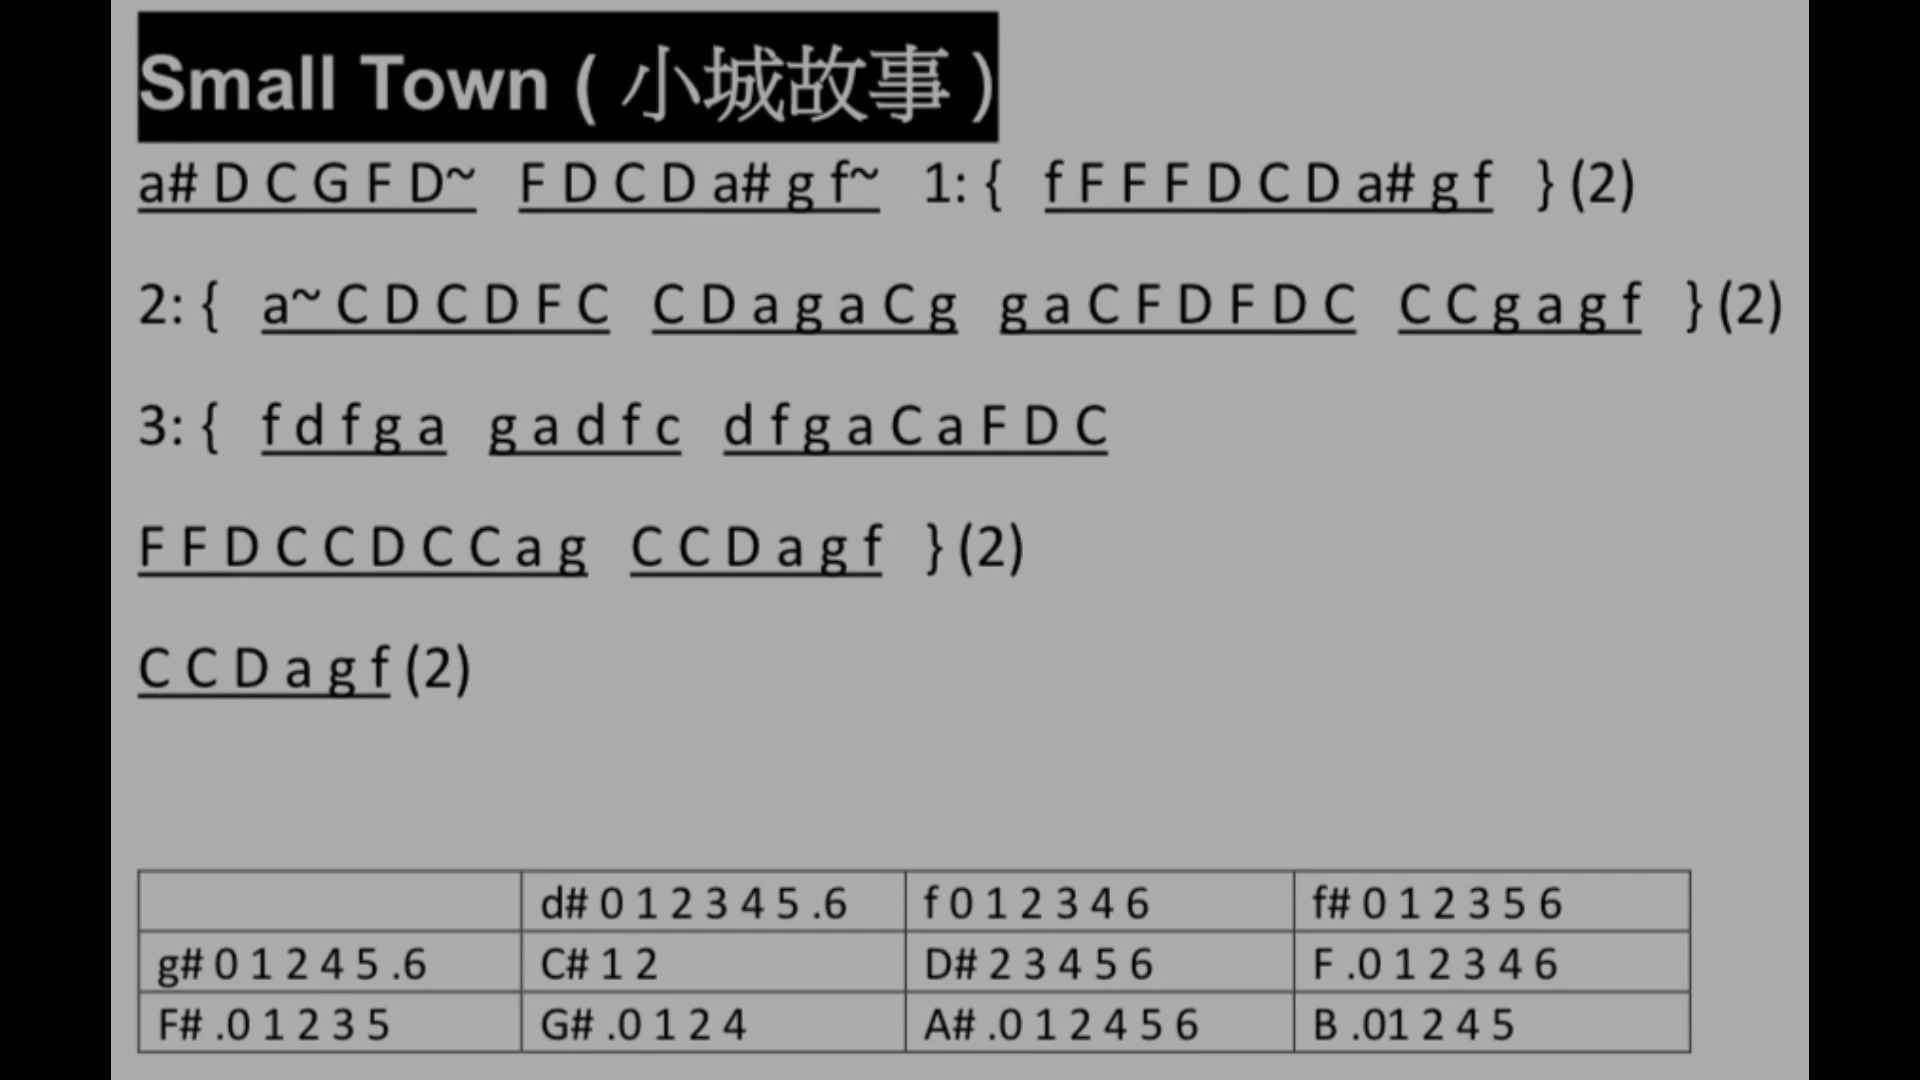 Small Town ( 小城故事 )
a# D C G F D~ F D C D a# g f~ 1: { f F F F D C D a# g f } (2)
2: { a~ C D C D F C C D a g a C g g a C F D F D C C C g a g f } (2)
3: { f d f g a g a d f c d f g a C a F D C
F F D C C D C C a g C C D a g f } (2)
C C D a g f (2)
d# 0 1 2 3 4 5 .6 f 0 1 2 3 4 6 f# 0 1 2 3 5 6
g# 0 1 2 4 5 .6 C# 1 2 D# 2 3 4 5 6 F .0 1 2 3 4 6
F# .0 1 2 3 5 G# .0 1 2 4 A# .0 1 2 4 5 6 B .01 2 4 5